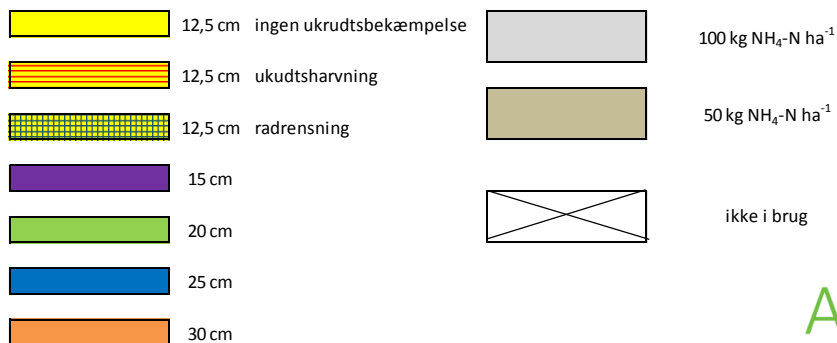 12,5 cm ingen ukrudtsbekæmpelse
12,5 cm ukudtsharvning
12,5 cm radrensning
15 cm
20 cm
25 cm
30 cm
100 kg NH₄-N ha⁻¹
50 kg NH₄-N ha⁻¹
ikke i brug
A